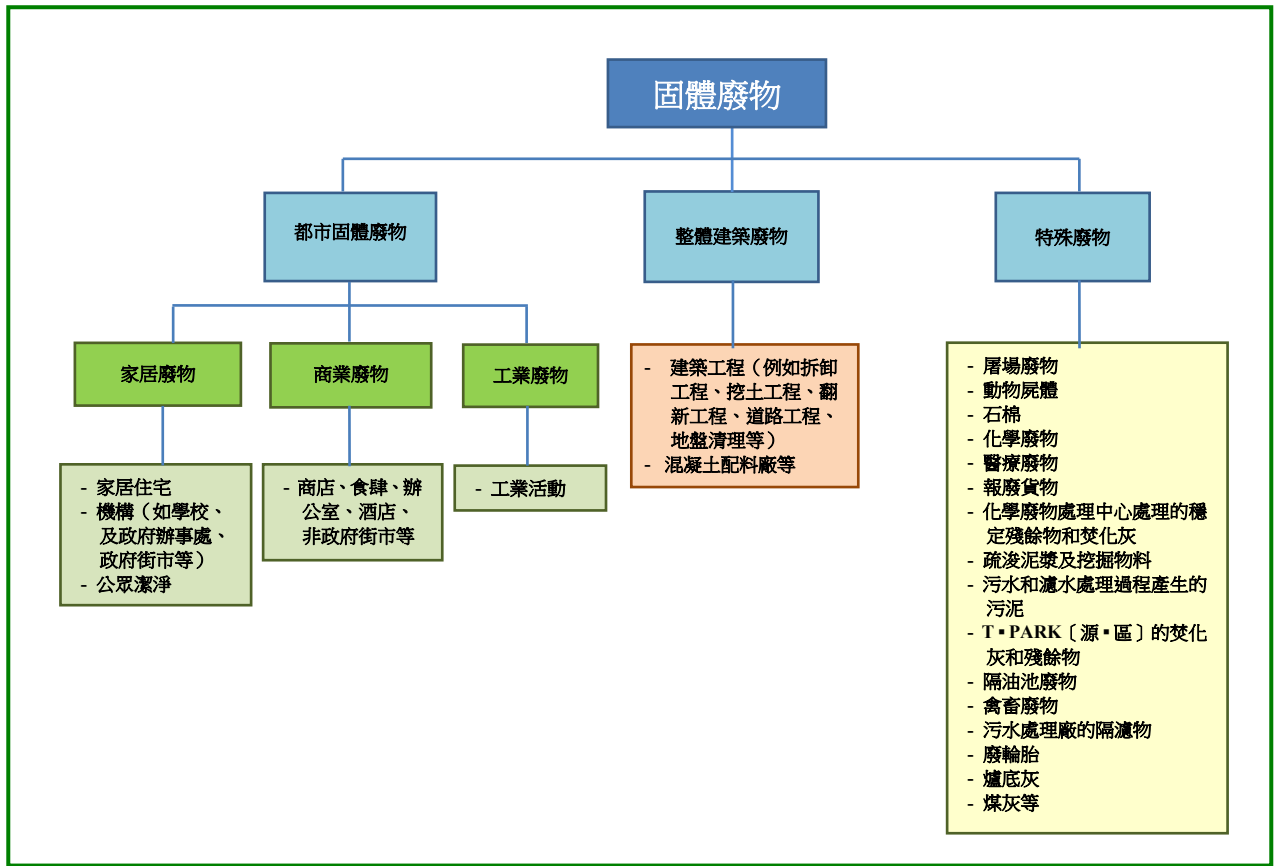 固體廢物
都市固體廢物
整體建築廢物
特殊廢物
家居廢物
商業廢物
工業廢物
- 家居住宅
- 機構（如學校、
及政府辦事處、
政府街市等）
- 公眾潔淨
- 商店、食肆、辦
公室、酒店、
非政府街市等
- 工業活動
- 建築工程（例如拆卸
工程、挖土工程、翻
新工程、道路工程、
地盤清理等）
- 混凝土配料廠等
- 屠場廢物
- 動物屍體
- 石棉
- 化學廢物
- 醫療廢物
- 報廢貨物
- 化學廢物處理中心處理的穩
定殘餘物和焚化灰
- 疏浚泥漿及挖掘物料
- 污水和濾水處理過程產生的
污泥
- T▪PARK〔源▪區〕的焚化
灰和殘餘物
- 隔油池廢物
- 禽畜廢物
- 污水處理廠的隔濾物
- 廢輪胎
- 爐底灰
- 煤灰等